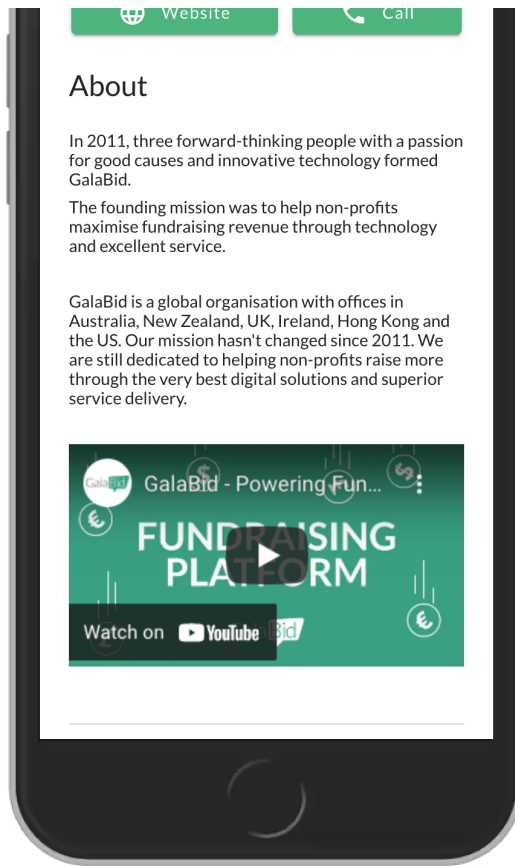 Website Call
About
In 2011, three forward-thinking people with a passion
for good causes and innovative technology formed
GalaBid.
The founding mission was to help non-profits
maximise fundraising revenue through technology
and excellent service.
GalaBid is a global organisation with offices in
Australia, New Zealand, UK, Ireland, Hong Kong and
the US. Our mission hasn't changed since 2011. We
are still dedicated to helping non-profits raise more
through the very best digital solutions and superior
service delivery.
GalaBid GalaBid - Powering Fun...
FUNDRAISING
PLATFORM
Watch on YouTube Bid